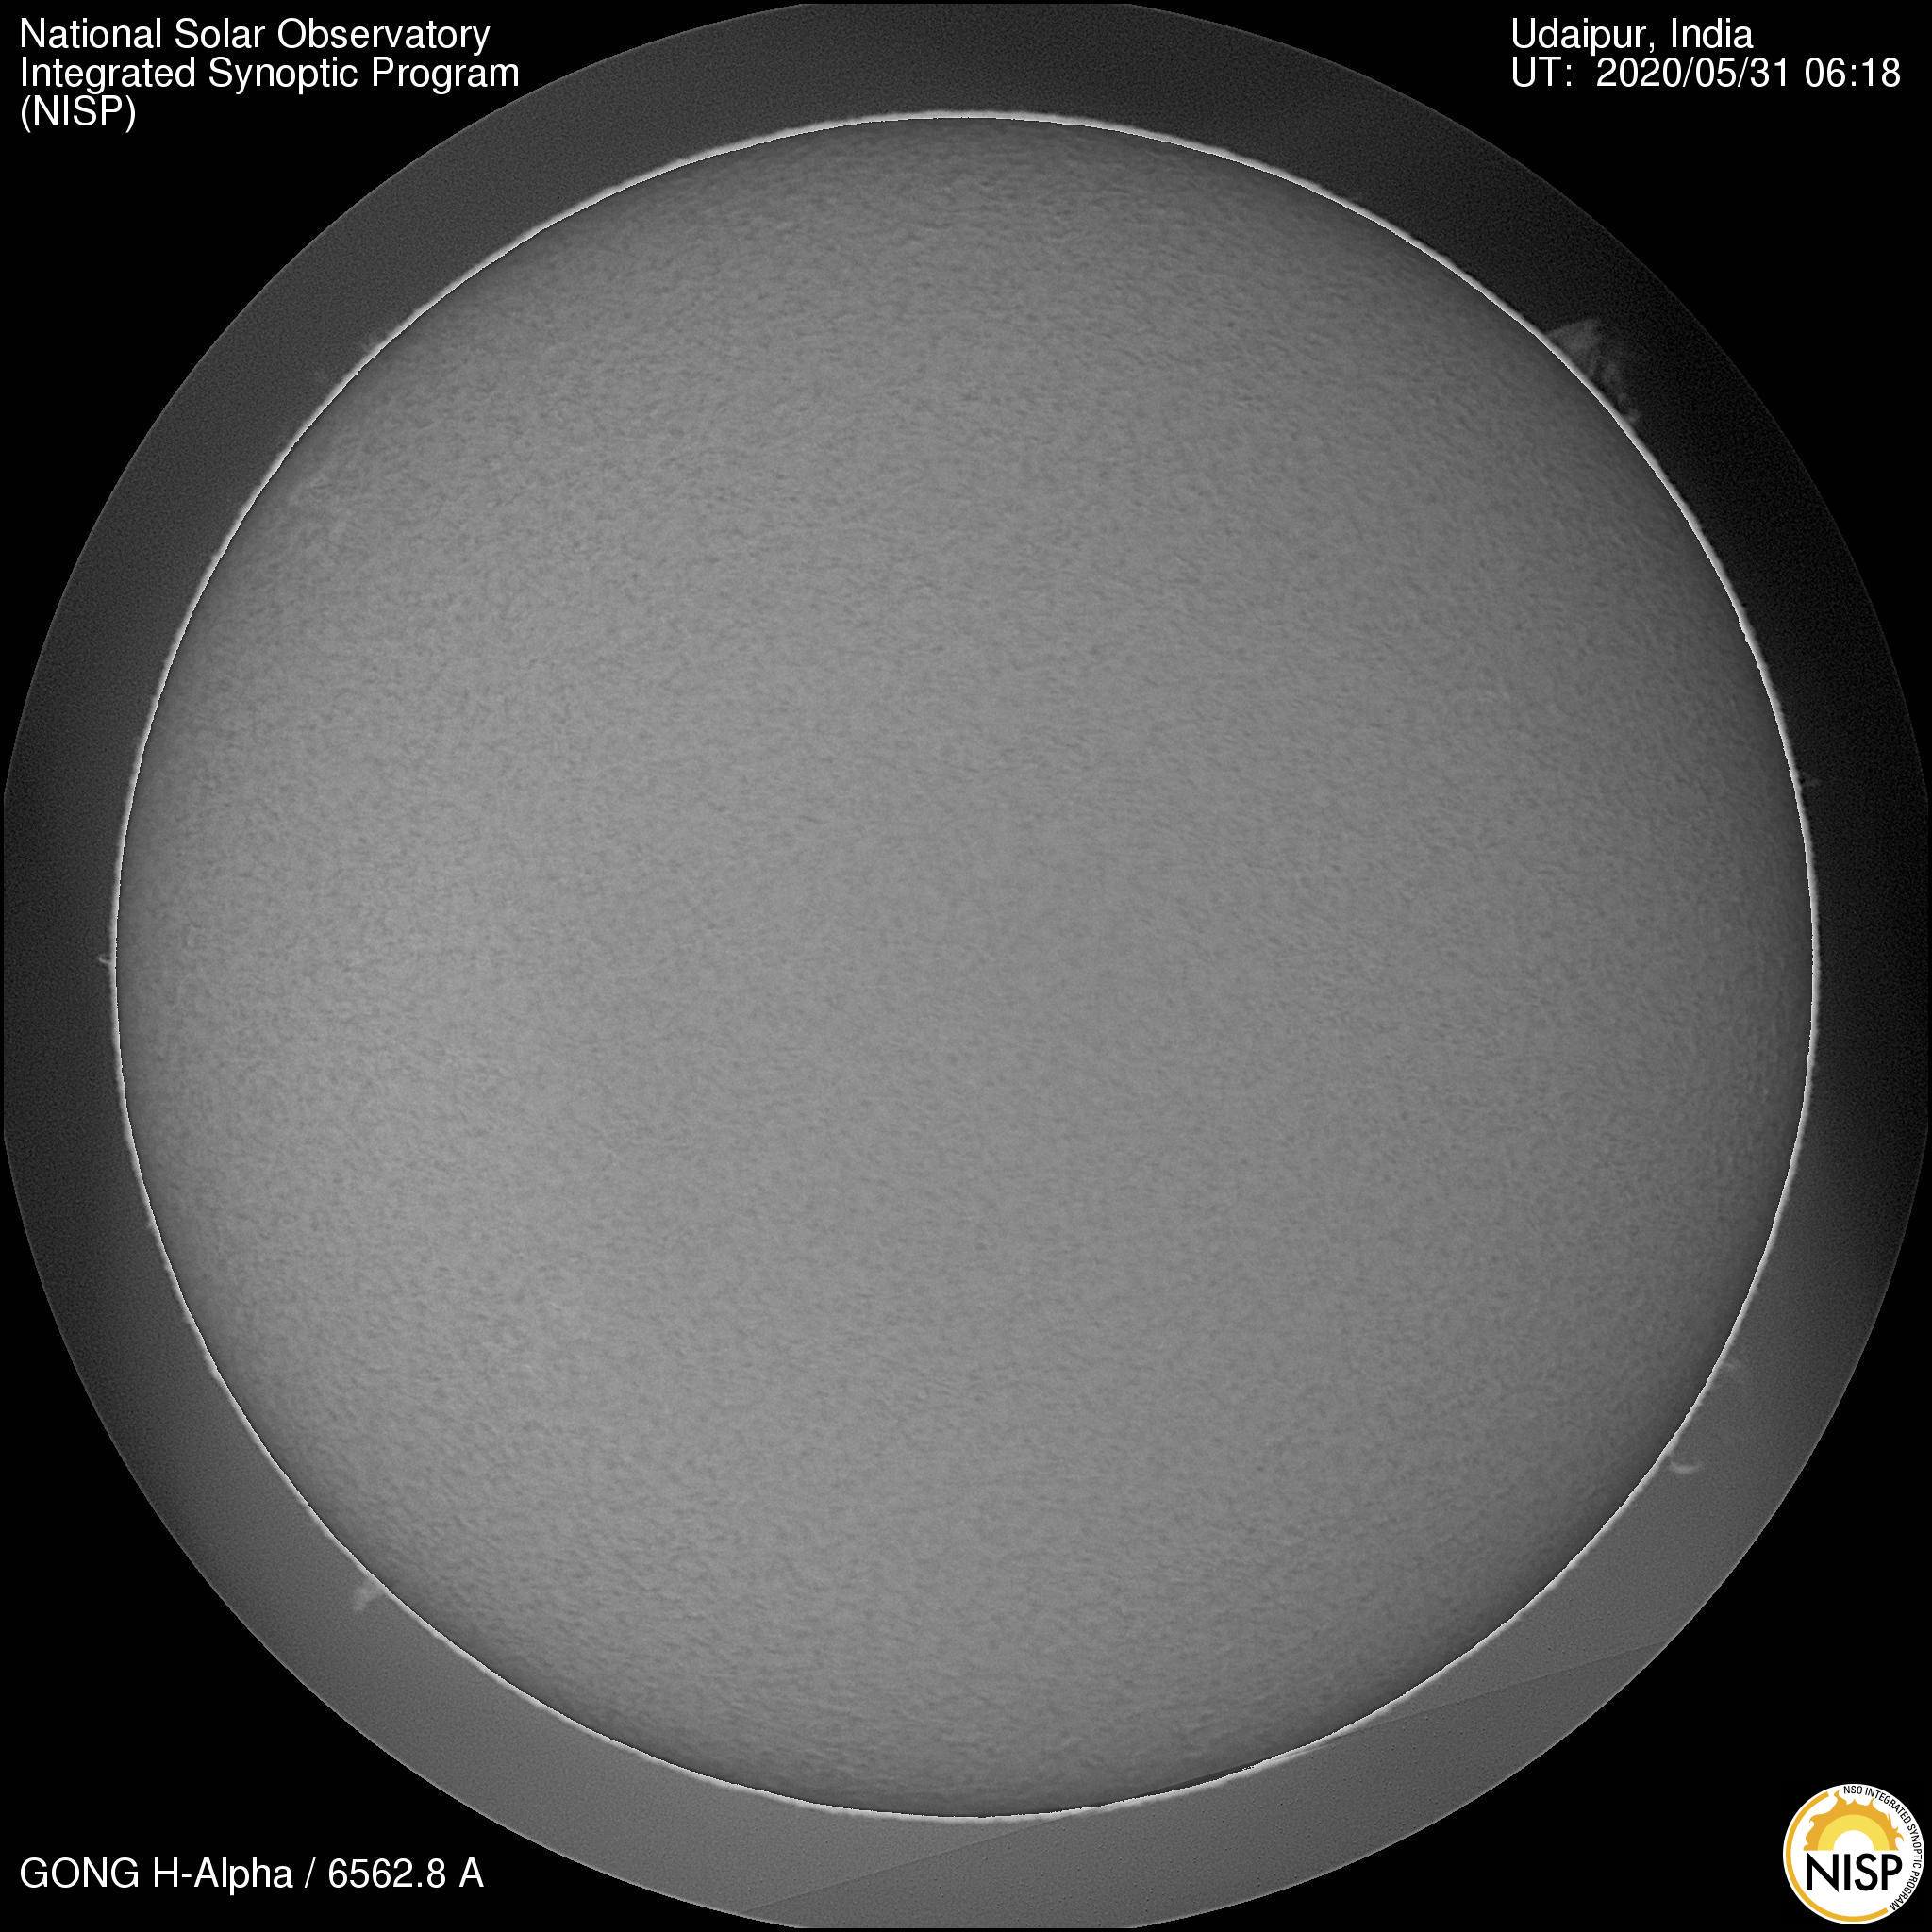 National Solar Observatory
Integrated Synoptic Program
(NISP)
Udaipur, India
UT: 2020/05/31 06:18
GONG H-Alpha / 6562.8 A
NSO INTEGRATED SYNOPTIC PROGRAM
NISP